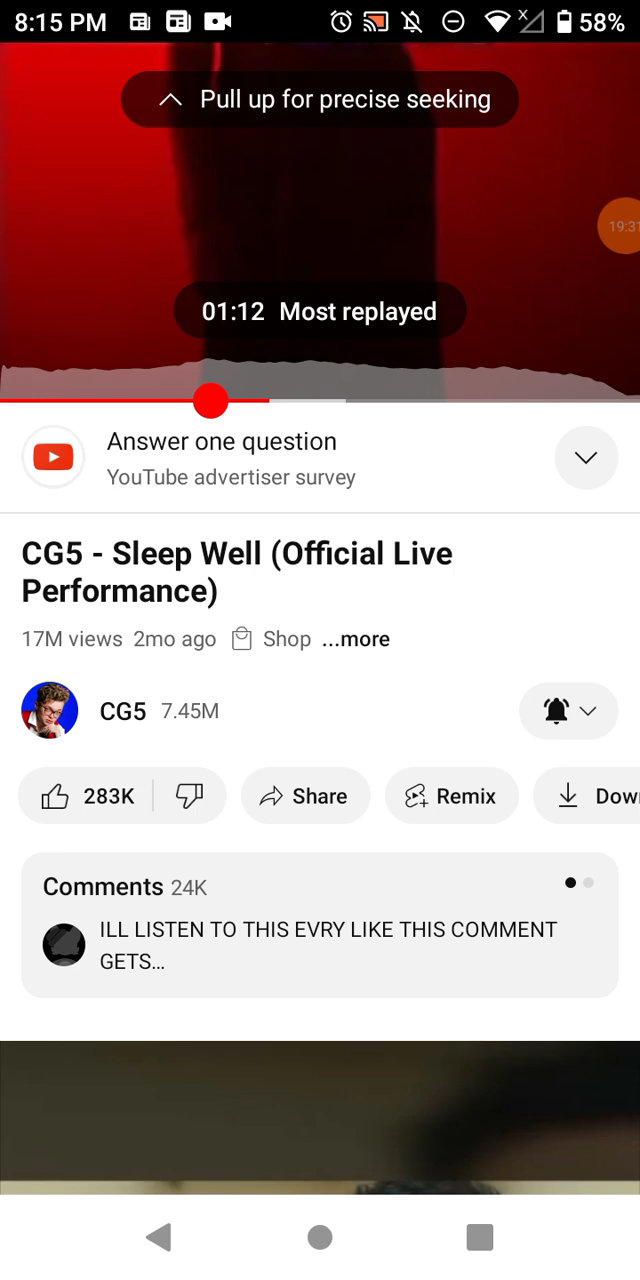 8:15 PM
58%
Pull up for precise seeking
19:31
01:12 Most replayed
Answer one question
YouTube advertiser survey
CG5 - Sleep Well (Official Live
Performance)
17M views 2mo ago Shop ...more
CG5 7.45M
283K Share Remix Down
Comments 24K
ILL LISTEN TO THIS EVRY LIKE THIS COMMENT
GETS...